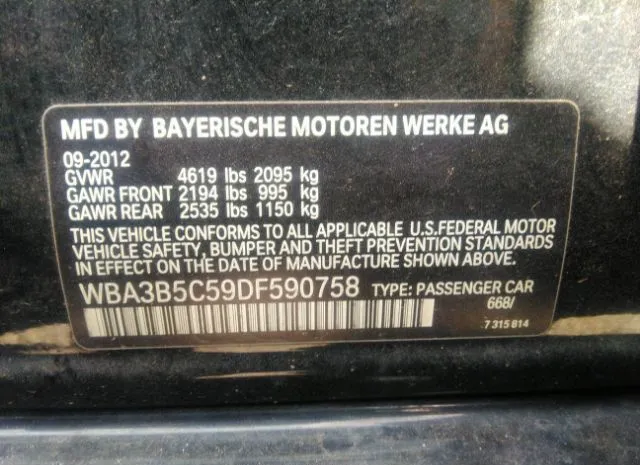 MFD BY BAYERISCHE MOTOREN WERKE AG
09-2012
GVWR 4619 lbs 2095 kg
GAWR FRONT 2194 lbs 995 kg
GAWR REAR 2535 lbs 1150 kg
THIS VEHICLE CONFORMS TO ALL APPLICABLE U.S.FEDERAL MOTOR
VEHICLE SAFETY, BUMPER AND THEFT PREVENTION STANDARDS
IN EFFECT ON THE DATE OF MANUFACTURE SHOWN ABOVE.
WBA3B5C59DF590758 TYPE: PASSENGER CAR
668/
7 315 814